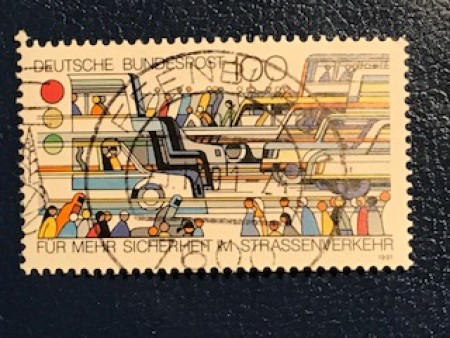 DEUTSCHE BUNDESPOST 100
FÜR MEHR SICHERHEIT IM STRASSENVERKEHR
1991